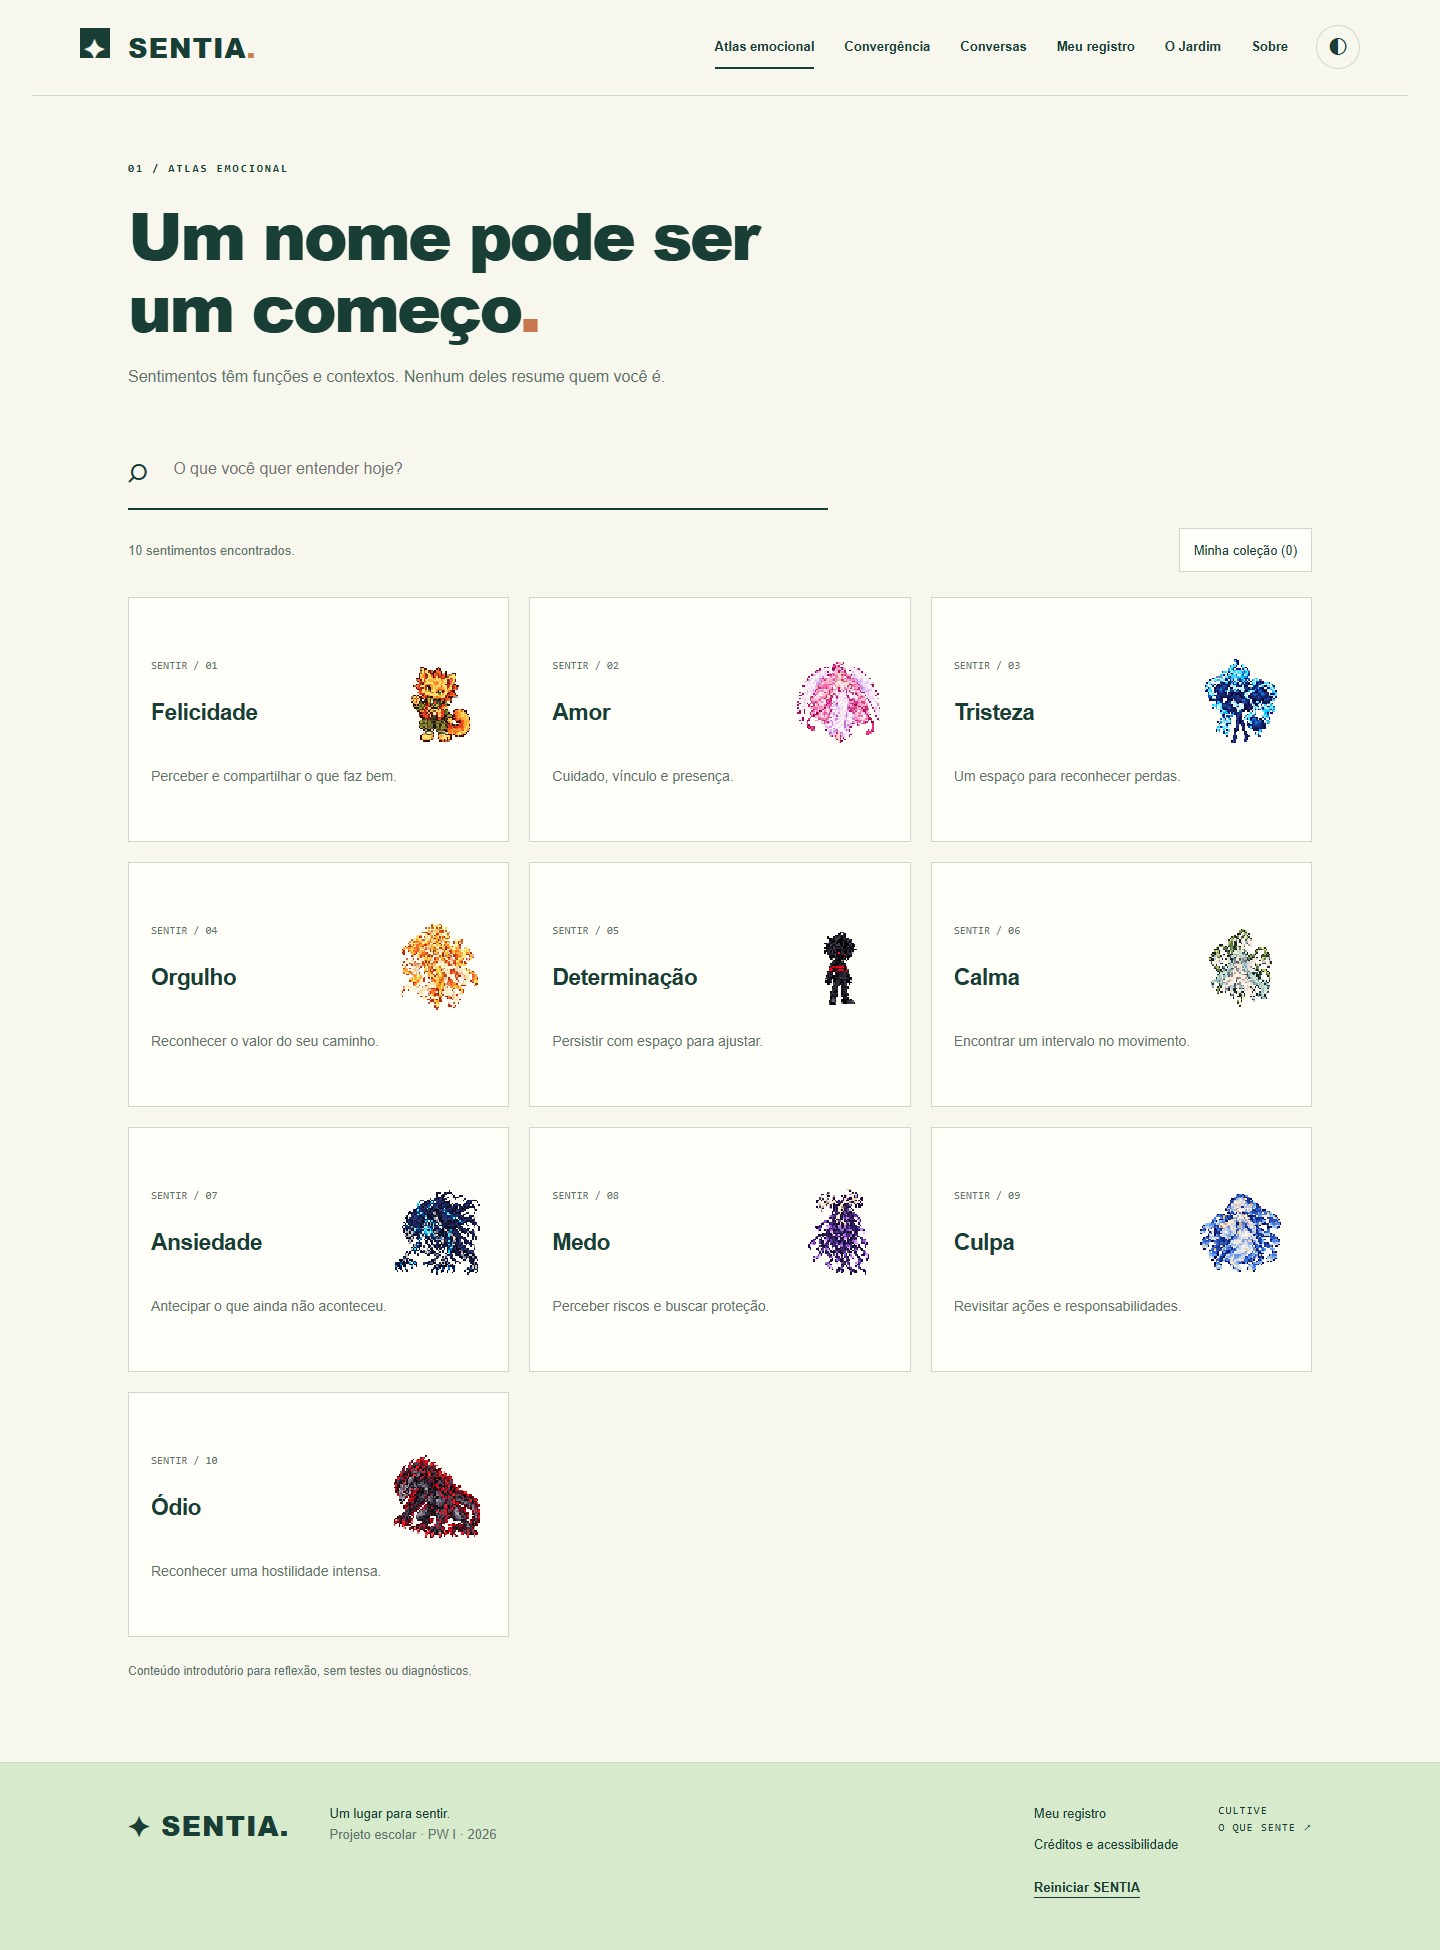 SENTIA.
Atlas emocional
Convergência
Conversas
Meu registro
O Jardim
Sobre
01 / ATLAS EMOCIONAL
Um nome pode ser
um começo.
Sentimentos têm funções e contextos. Nenhum deles resume quem você é.
O que você quer entender hoje?
10 sentimentos encontrados.
Minha coleção (0)
SENTIR / 01
Felicidade
Perceber e compartilhar o que faz bem.
SENTIR / 02
Amor
Cuidado, vínculo e presença.
SENTIR / 03
Tristeza
Um espaço para reconhecer perdas.
SENTIR / 04
Orgulho
Reconhecer o valor do seu caminho.
SENTIR / 05
Determinação
Persistir com espaço para ajustar.
SENTIR / 06
Calma
Encontrar um intervalo no movimento.
SENTIR / 07
Ansiedade
Antecipar o que ainda não aconteceu.
SENTIR / 08
Medo
Perceber riscos e buscar proteção.
SENTIR / 09
Culpa
Revisitar ações e responsabilidades.
SENTIR / 10
Ódio
Reconhecer uma hostilidade intensa.
Conteúdo introdutório para reflexão, sem testes ou diagnósticos.
✦ SENTIA.
Um lugar para sentir.
Projeto escolar · PW I · 2026
Meu registro
Créditos e acessibilidade
Reiniciar SENTIA
CULTIVE
O QUE SENTE ↗